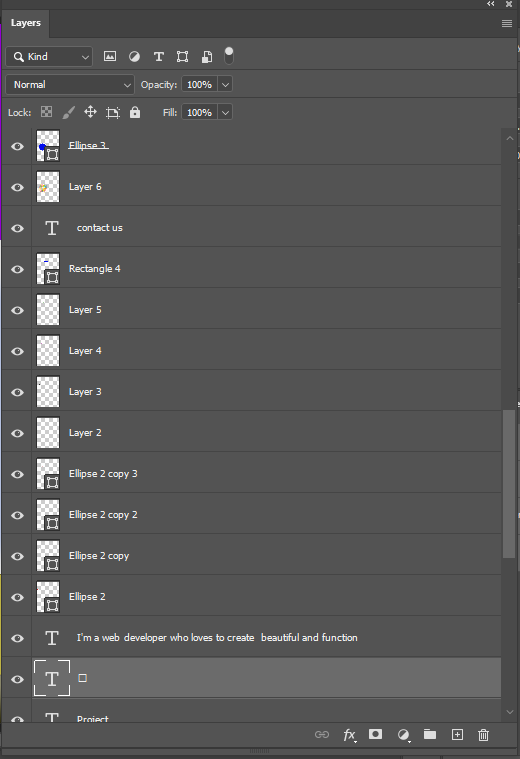 Layers
Kind
Normal
Opacity: 100%
Lock:
Fill: 100%
Ellipse 3
Layer 6
contact us
Rectangle 4
Layer 5
Layer 4
Layer 3
Layer 2
Ellipse 2 copy 3
Ellipse 2 copy 2
Ellipse 2 copy
Ellipse 2
I'm a web developer who loves to create beautiful and function
Project